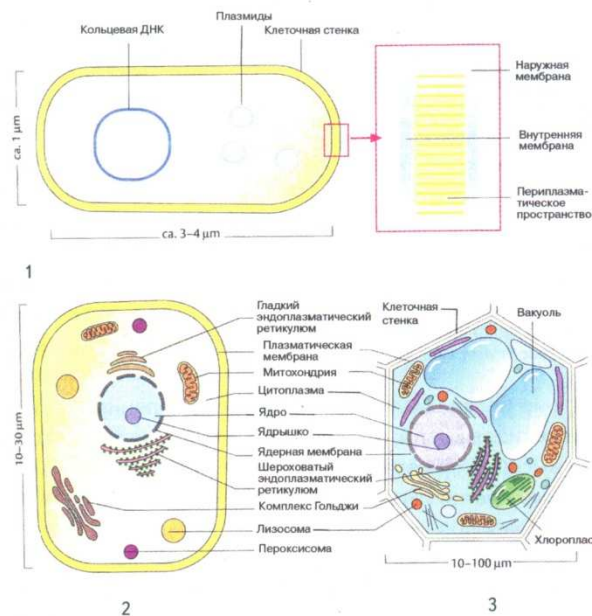 Плазмиды
Кольцевая ДНК
Клеточная стенка
ca. 1 µm
ca. 3–4 µm
Наружная
мембрана
Внутренняя
мембрана
Периплазма-
тическое
пространство
1
Гладкий
эндоплазматический
ретикулюм
Плазматическая
мембрана
Митохондрия
Цитоплазма
Ядро
Ядрышко
Ядерная мембрана
Шероховатый
эндоплазматический
ретикулюм
Комплекс Гольджи
Лизосома
Пероксисома
10–30 µm
2
Клеточная
стенка
Вакуоль
Хлороплас
10–100 µm
3